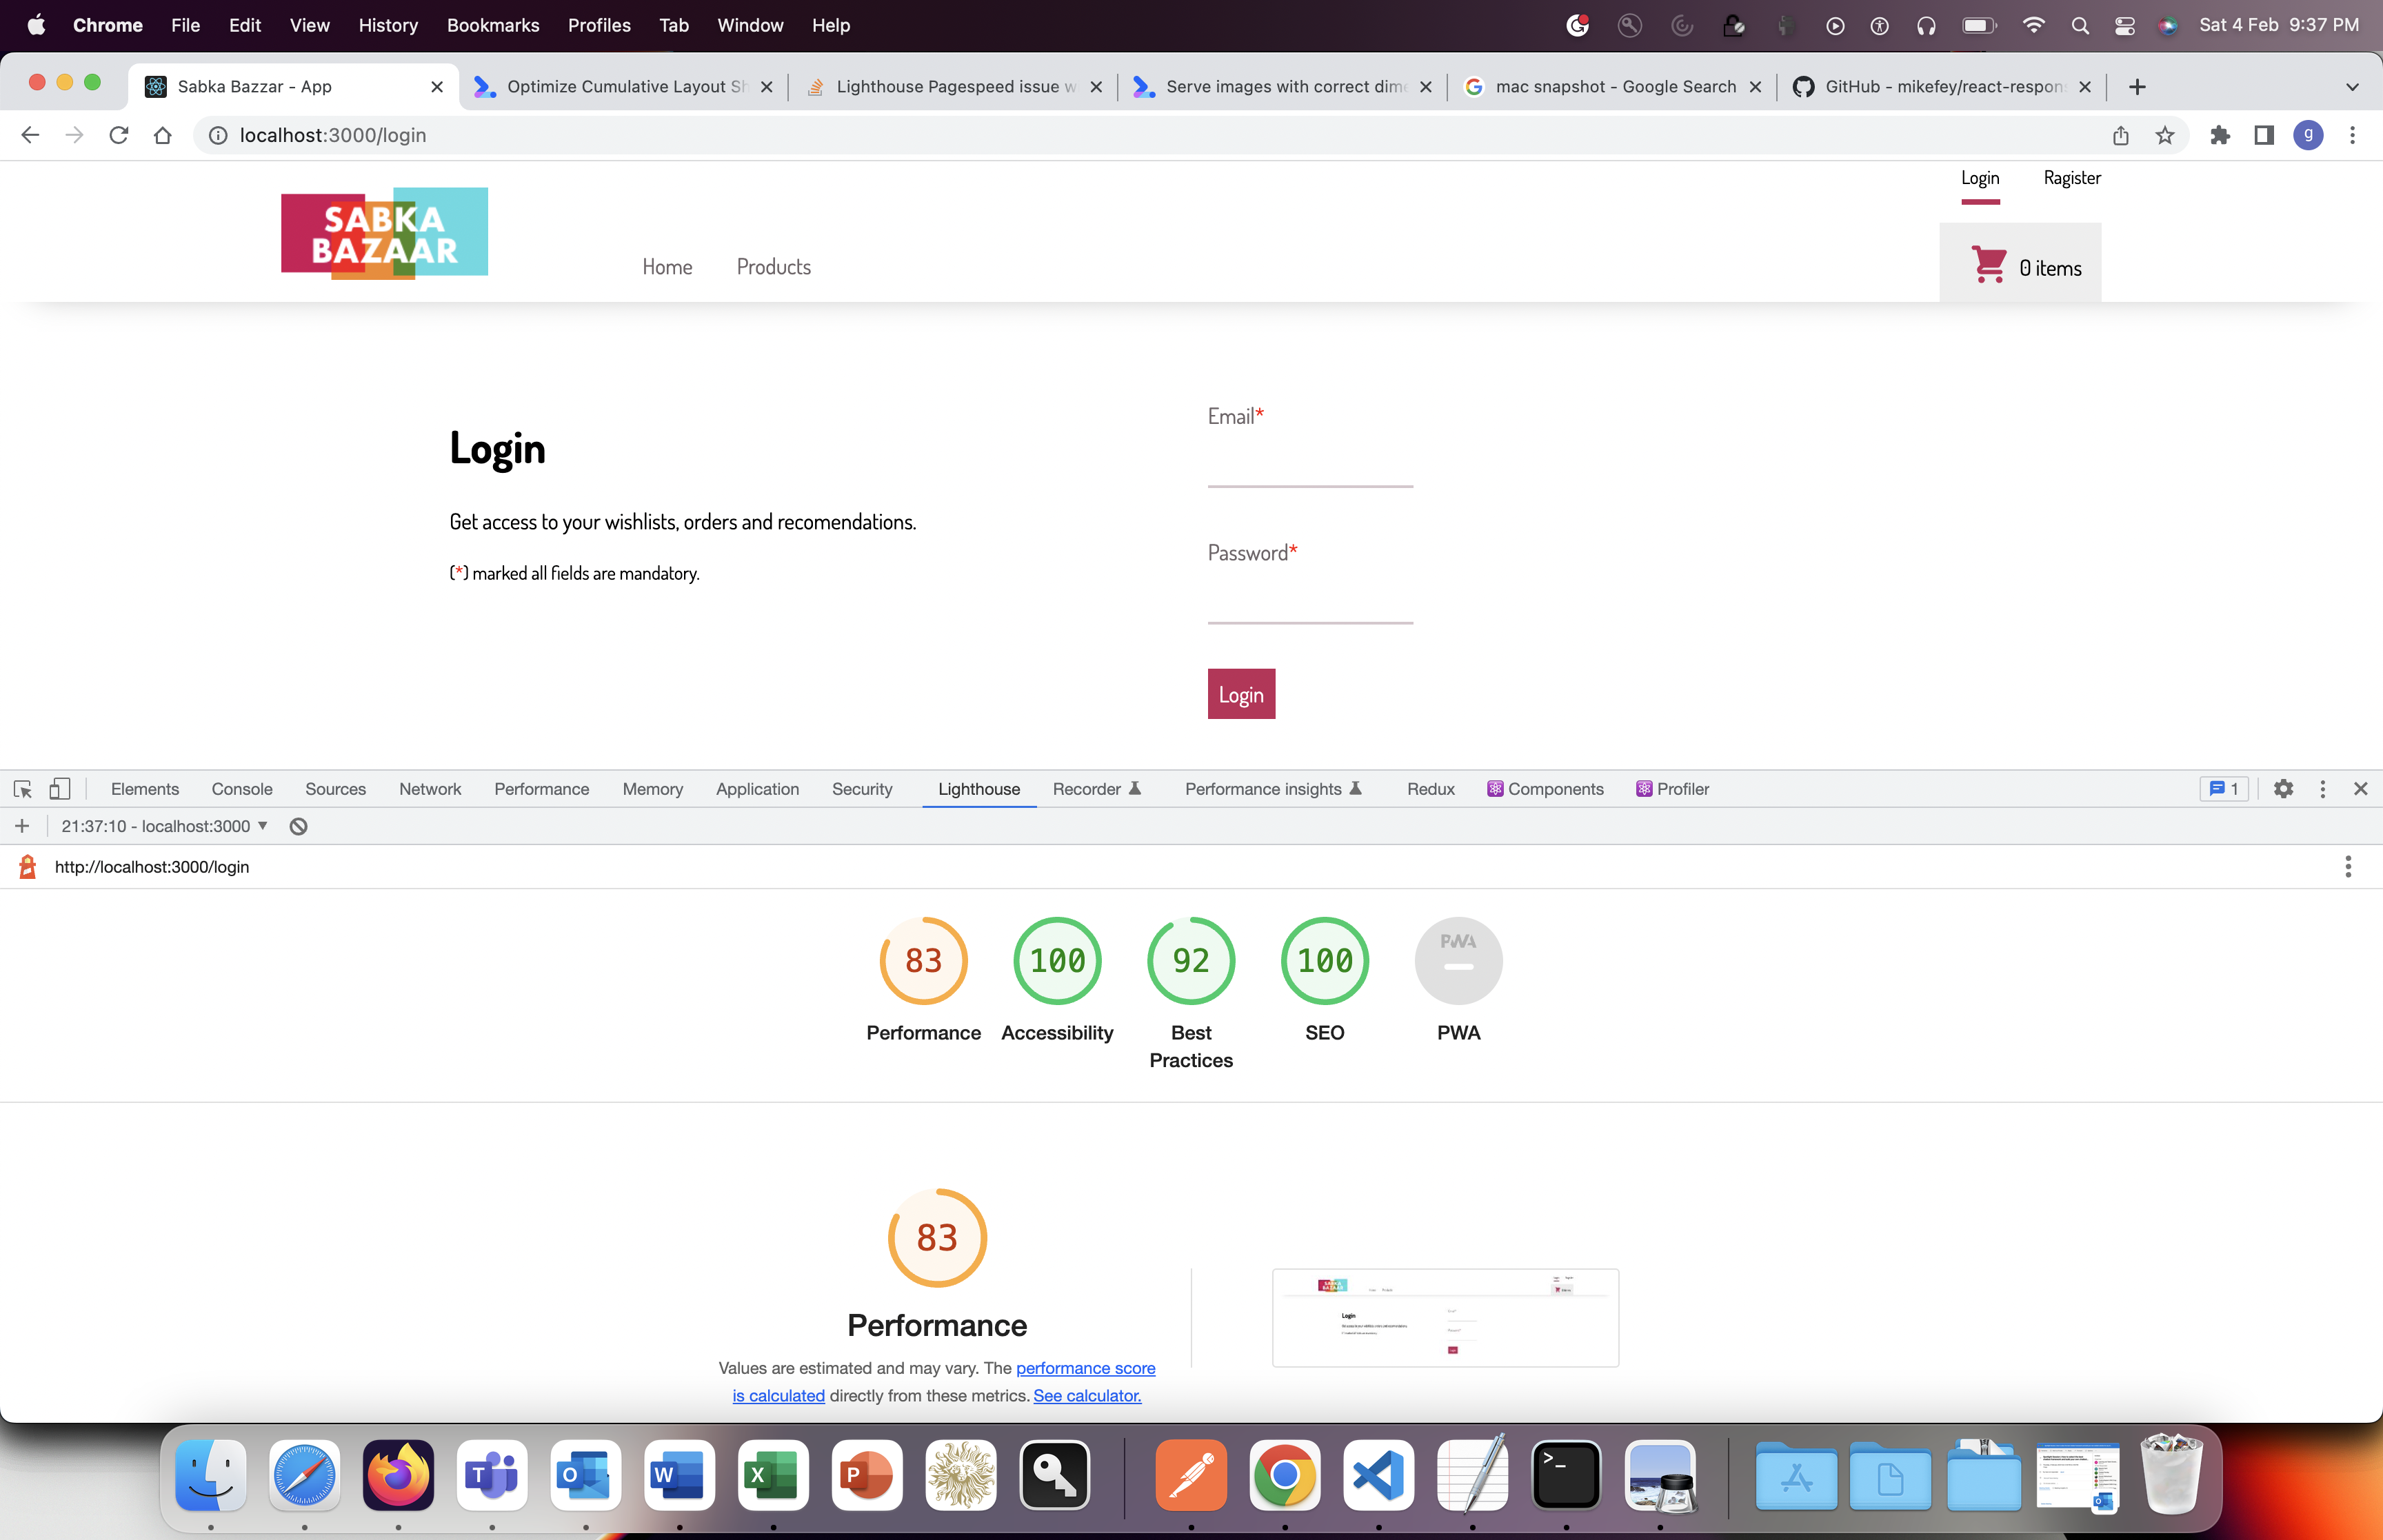 Chrome File Edit View History Bookmarks Profiles Tab Window Help Sat 4 Feb 9:37 PM
Sabka Bazzar - App Optimize Cumulative Layout Sh Lighthouse Pagespeed issue w Serve images with correct dime mac snapshot - Google Search GitHub - mikefey/react-respon
localhost:3000/login g
Login Ragister
SABKA
BAZAAR
Home Products 0 items
Email*
Login
Get access to your wishlists, orders and recomendations.
Password*
(*) marked all fields are mandatory.
Login
Elements Console Sources Network Performance Memory Application Security Lighthouse Recorder Performance insights Redux Components Profiler 1
21:37:10 - localhost:3000
http://localhost:3000/login
83 100 92 100 PWA
Performance Accessibility Best Practices SEO PWA
83
Performance
Values are estimated and may vary. The performance score
is calculated directly from these metrics. See calculator.
SABKA
BAZAAR
Login
T O W X P >_